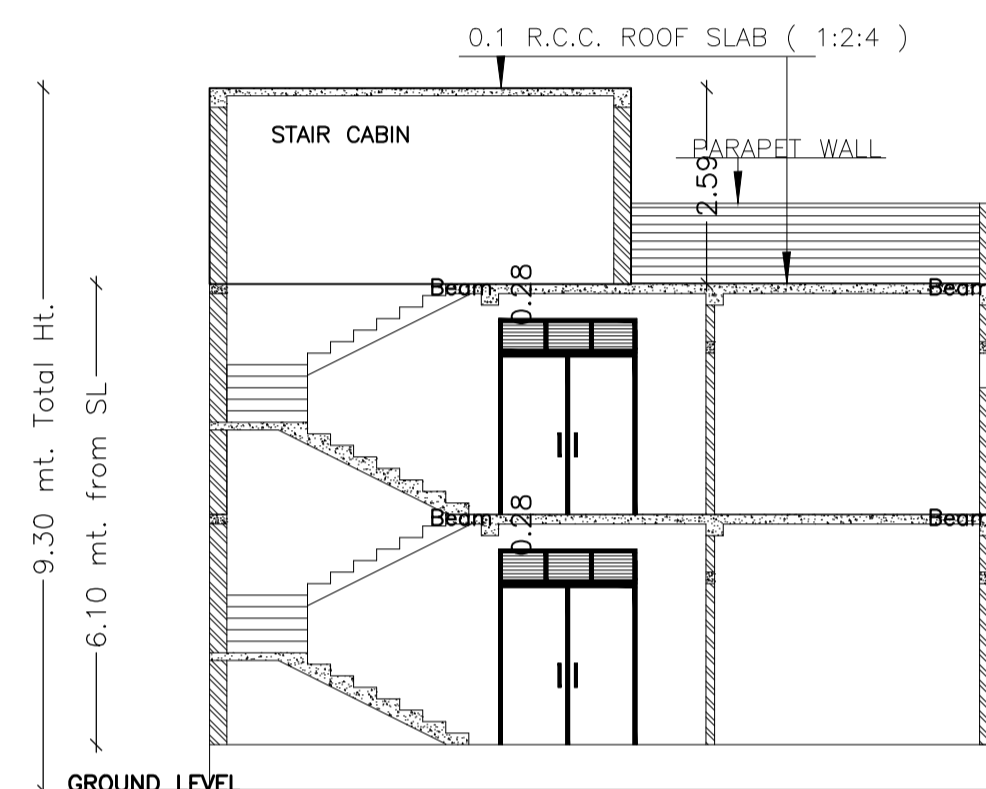 0.1 R.C.C. ROOF SLAB ( 1:2:4 )
STAIR CABIN
PARAPET WALL
2.59
Beam
0.28
Beam
9.30 mt. Total Ht.
6.10 mt. from SL
Beam
0.28
Beam
GROUND LEVEL